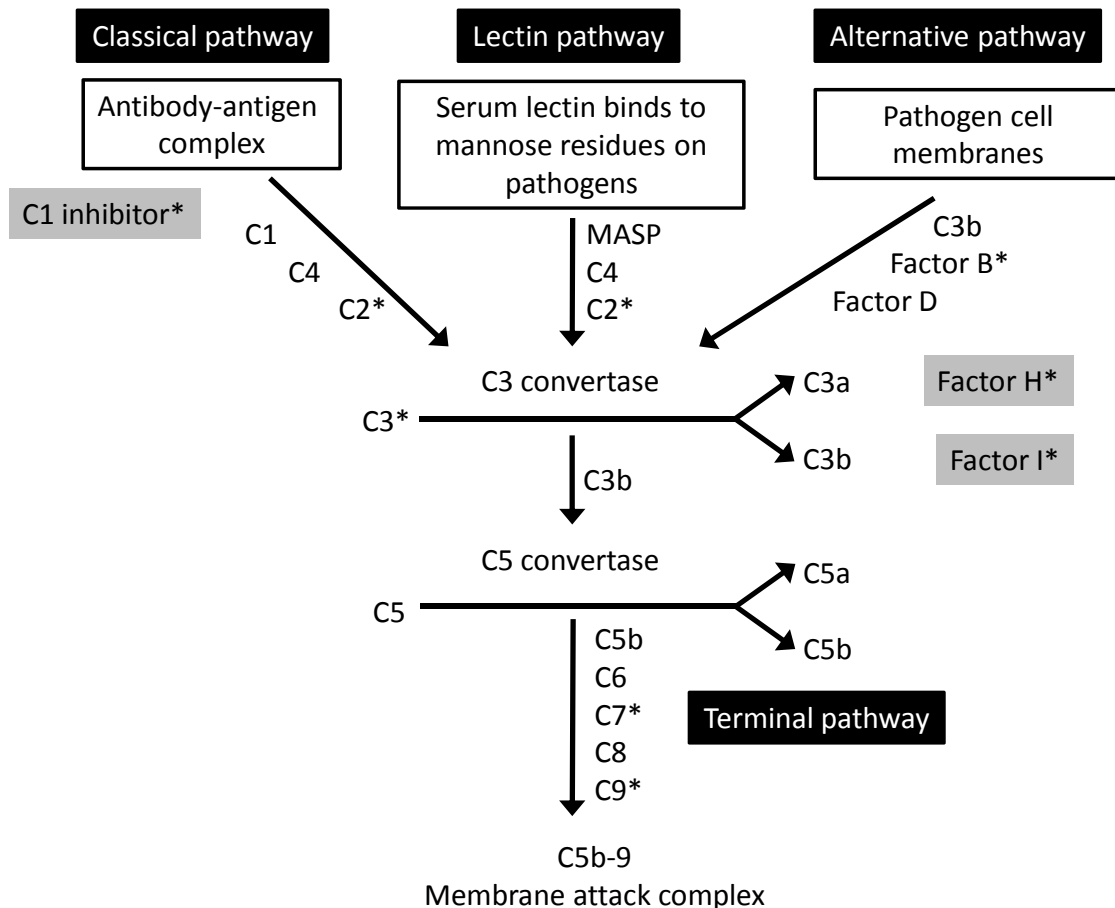 Classical pathway
Lectin pathway
Alternative pathway
Antibody-antigen
complex
Serum lectin binds to
mannose residues on
pathogens
Pathogen cell
membranes
C1 inhibitor*
C1
C4
C2*
MASP
C4
C2*
C3b
Factor B*
Factor D
C3 convertase
C3*
C3a
C3b
Factor H*
Factor I*
C3b
C5 convertase
C5
C5a
C5b
C5b
C6
C7*
C8
C9*
Terminal pathway
C5b-9
Membrane attack complex